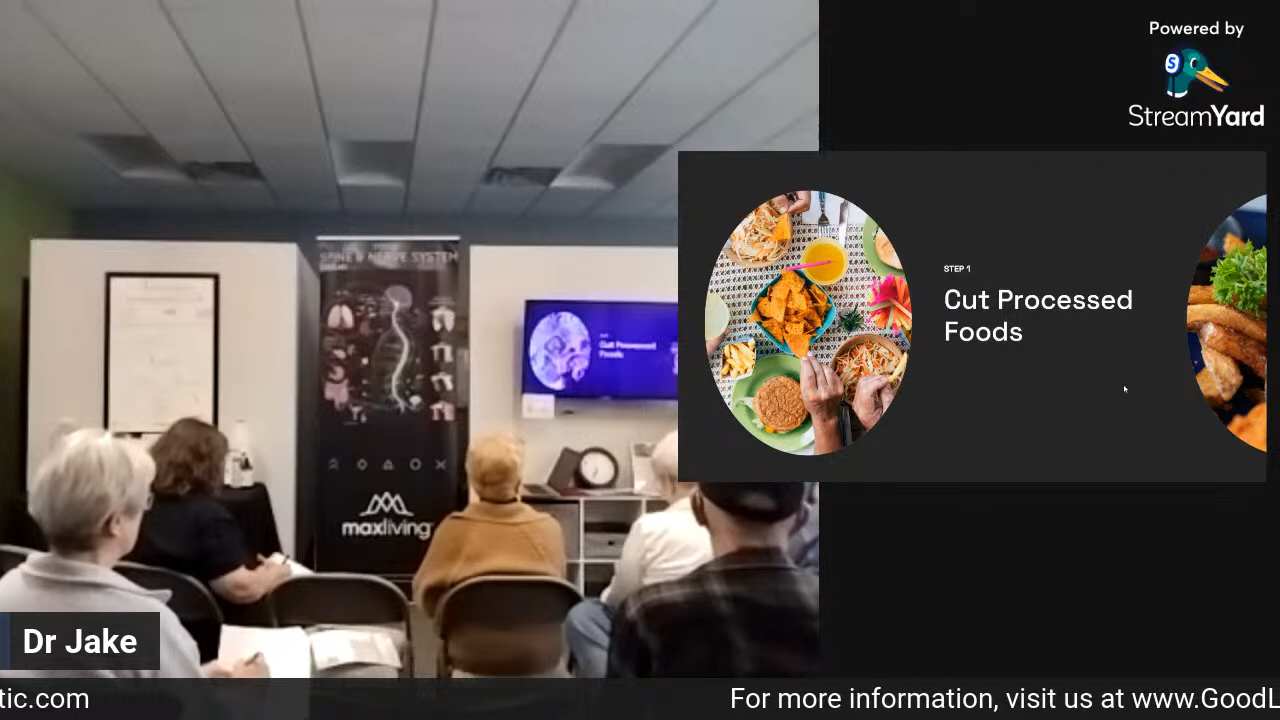 Powered by
StreamYard
SPINE & NERVE SYSTEM
STEP 1
Cut Processed
Foods
Cut Processed
Foods
maxliving
Dr Jake
tic.com
For more information, visit us at www.GoodL